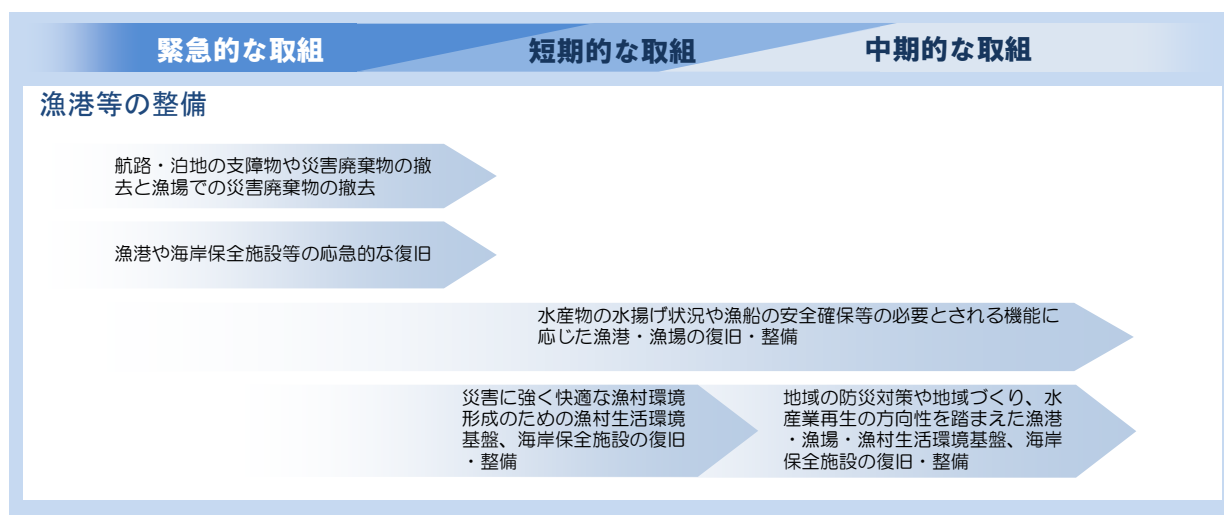 緊急的な取組
短期的な取組
中期的な取組
漁港等の整備
航路・泊地の支障物や災害廃棄物の撤
去と漁場での災害廃棄物の撤去
漁港や海岸保全施設等の応急的な復旧
水産物の水揚げ状況や漁船の安全確保等の必要とされる機能に
応じた漁港・漁場の復旧・整備
災害に強く快適な漁村環境
形成のための漁村生活環境
基盤、海岸保全施設の復旧
・整備
地域の防災対策や地域づくり、水
産業再生の方向性を踏まえた漁港
・漁場・漁村生活環境基盤、海岸
保全施設の復旧・整備